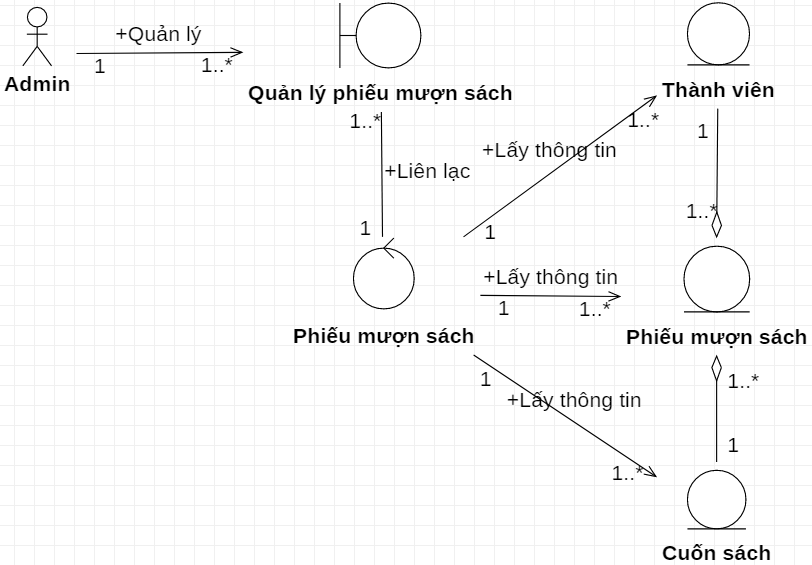 +Quản lý
1
1..*
Admin
Quản lý phiếu mượn sách
Thành viên
1..*
+Liên lạc
1
+Lấy thông tin
1..*
1
1
1..*
+Lấy thông tin
1
1..*
Phiếu mượn sách
Phiếu mượn sách
1
+Lấy thông tin
1..*
1..*
1
Cuốn sách